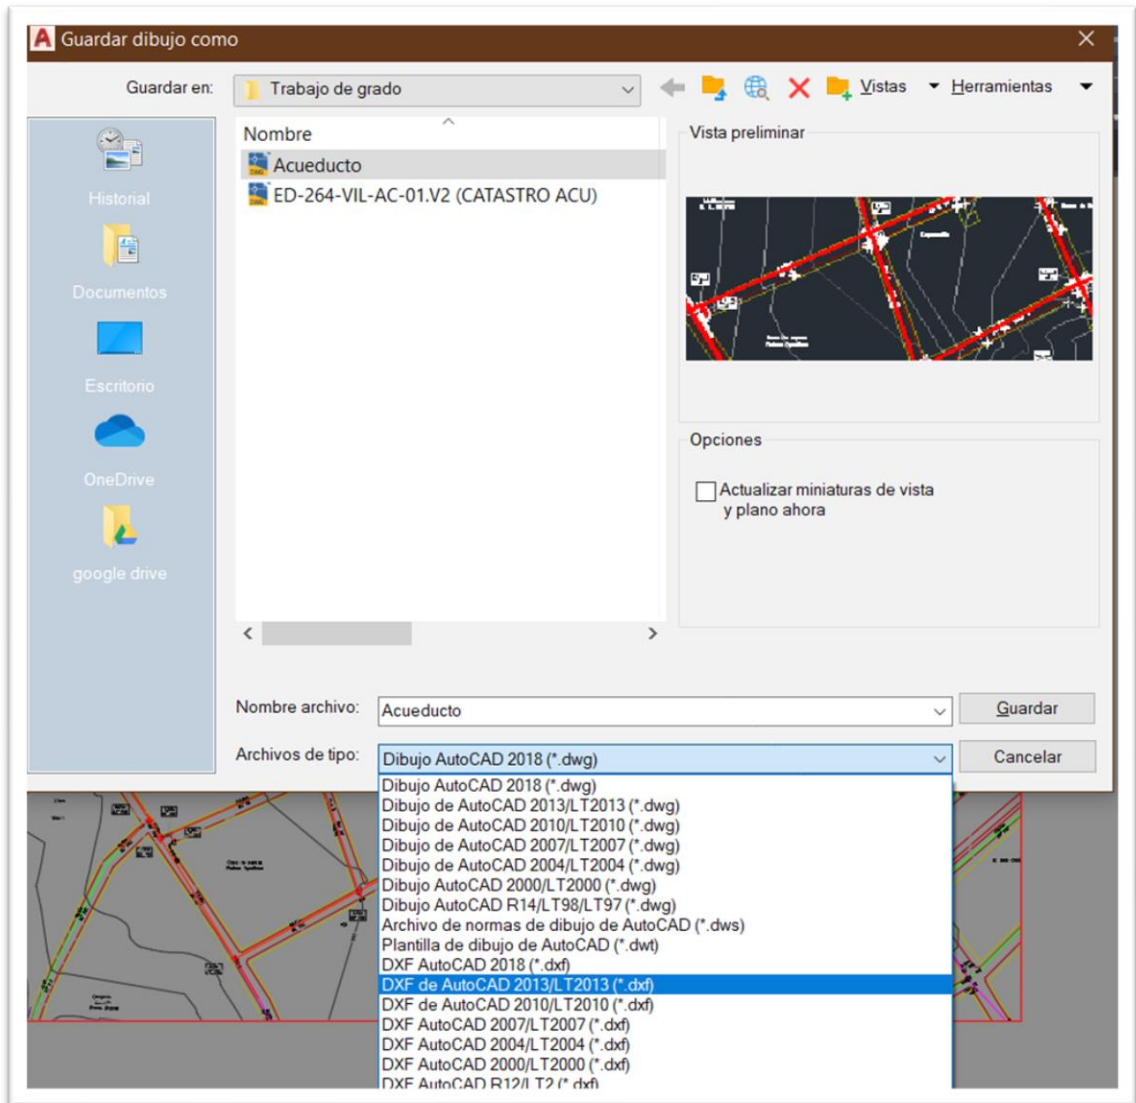 Guardar dibujo como
Guardar en:
Trabajo de grado
Vistas
Herramientas
Historial
Documentos
Escritorio
OneDrive
google drive
Nombre
Acueducto
ED-264-VIL-AC-01.V2 (CATASTRO ACU)
Vista preliminar
Opciones
Actualizar miniaturas de vista
y plano ahora
Nombre archivo:
Acueducto
Guardar
Archivos de tipo:
Dibujo AutoCAD 2018 (*.dwg)
Cancelar
Dibujo AutoCAD 2018 (*.dwg)
Dibujo de AutoCAD 2013/LT2013 (*.dwg)
Dibujo de AutoCAD 2010/LT2010 (*.dwg)
Dibujo de AutoCAD 2007/LT2007 (*.dwg)
Dibujo de AutoCAD 2004/LT2004 (*.dwg)
Dibujo AutoCAD 2000/LT2000 (*.dwg)
Dibujo AutoCAD R14/LT98/LT97 (*.dwg)
Archivo de normas de dibujo de AutoCAD (*.dws)
Plantilla de dibujo de AutoCAD (*.dwt)
DXF AutoCAD 2018 (*.dxf)
DXF de AutoCAD 2013/LT2013 (*.dxf)
DXF de AutoCAD 2010/LT2010 (*.dxf)
DXF AutoCAD 2007/LT2007 (*.dxf)
DXF AutoCAD 2004/LT2004 (*.dxf)
DXF AutoCAD 2000/LT2000 (*.dxf)
DXF AutoCAD R12/LT2 (*.dxf)